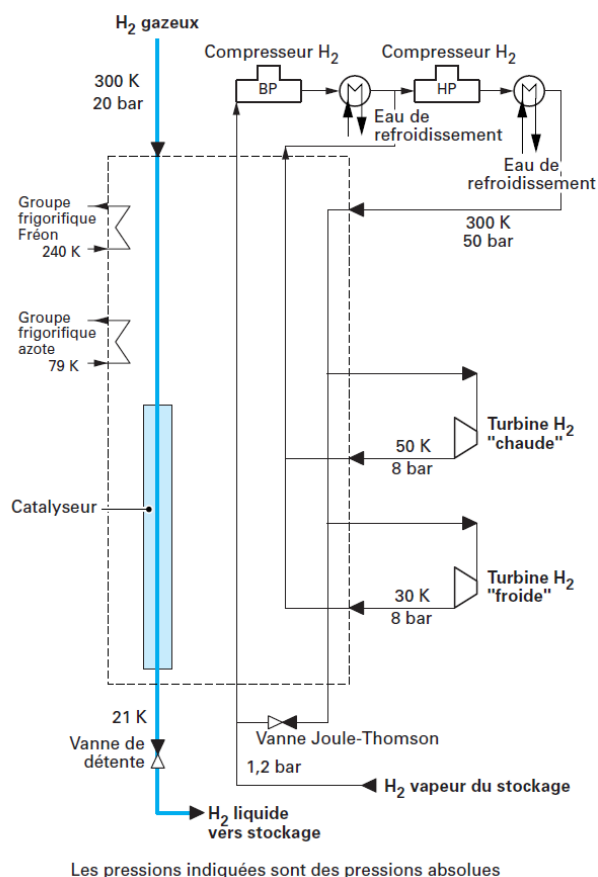 H2 gazeux
300 K
20 bar
Compresseur H2
Compresseur H2
BP
HP
Eau de
refroidissement
Eau de
refroidissement
300 K
50 bar
Groupe
frigorifique
Fréon
240 K
Groupe
frigorifique
azote
79 K
Turbine H2
"chaude"
50 K
8 bar
Catalyseur
Turbine H2
"froide"
30 K
8 bar
21 K
Vanne de
détente
Vanne Joule-Thomson
1,2 bar
H2 vapeur du stockage
H2 liquide
vers stockage
Les pressions indiquées sont des pressions absolues